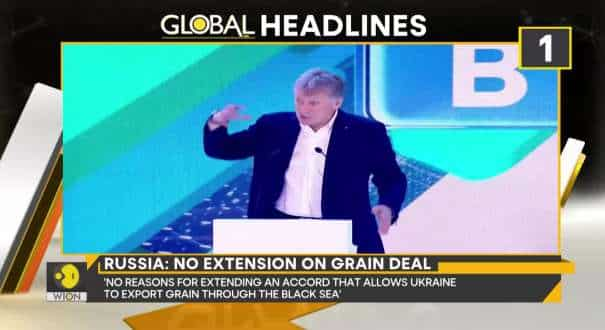 GLOBAL HEADLINES
1
B
RUSSIA: NO EXTENSION ON GRAIN DEAL
'NO REASONS FOR EXTENDING AN ACCORD THAT ALLOWS UKRAINE
TO EXPORT GRAIN THROUGH THE BLACK SEA'
WION